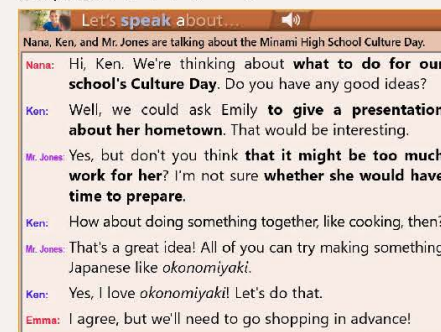 Let's speak about...
Nana, Ken, and Mr. Jones are talking about the Minami High School Culture Day.
Nana: Hi, Ken. We're thinking about what to do for our
school's Culture Day. Do you have any good ideas?
Ken: Well, we could ask Emily to give a presentation
about her hometown. That would be interesting.
Mr. Jones: Yes, but don't you think that it might be too much
work for her? I'm not sure whether she would have
time to prepare.
Ken: How about doing something together, like cooking, then?
Mr. Jones: That's a great idea! All of you can try making something
Japanese like okonomiyaki.
Ken: Yes, I love okonomiyaki! Let's do that.
Emma: I agree, but we'll need to go shopping in advance!